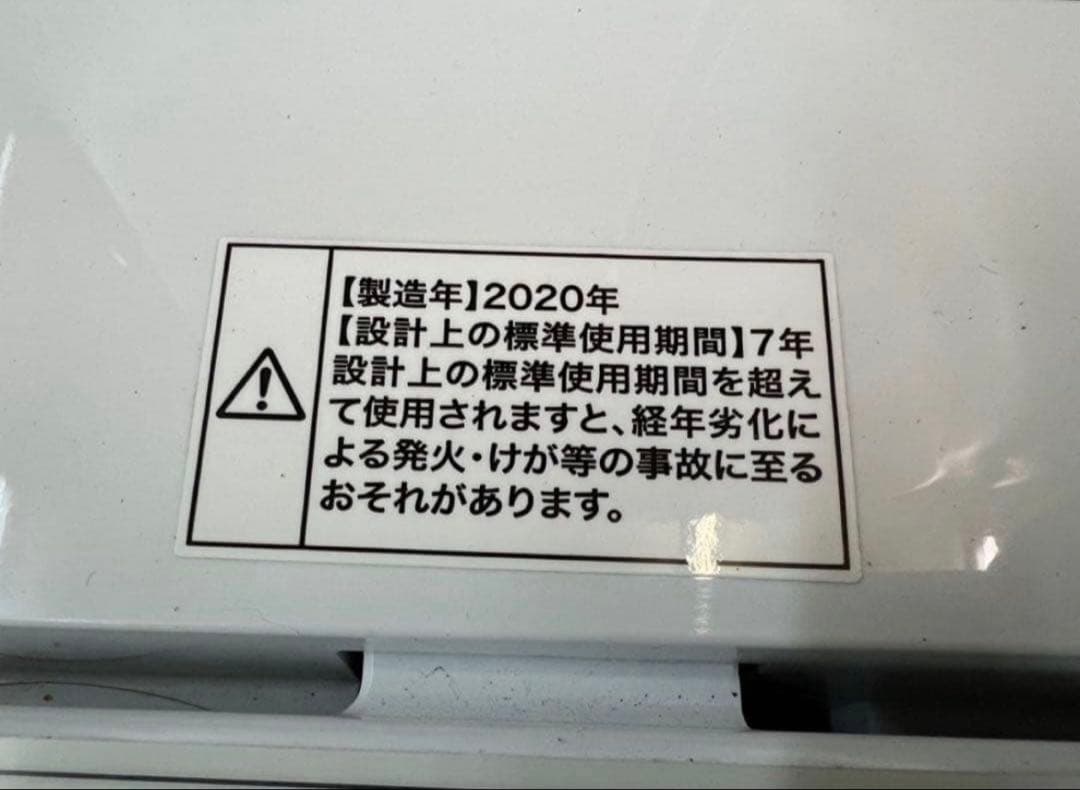 【製造年】2020年
【設計上の標準使用期間】7年
設計上の標準使用期間を超え
て使用されますと、経年劣化に
よる発火・けが等の事故に至る
おそれがあります。